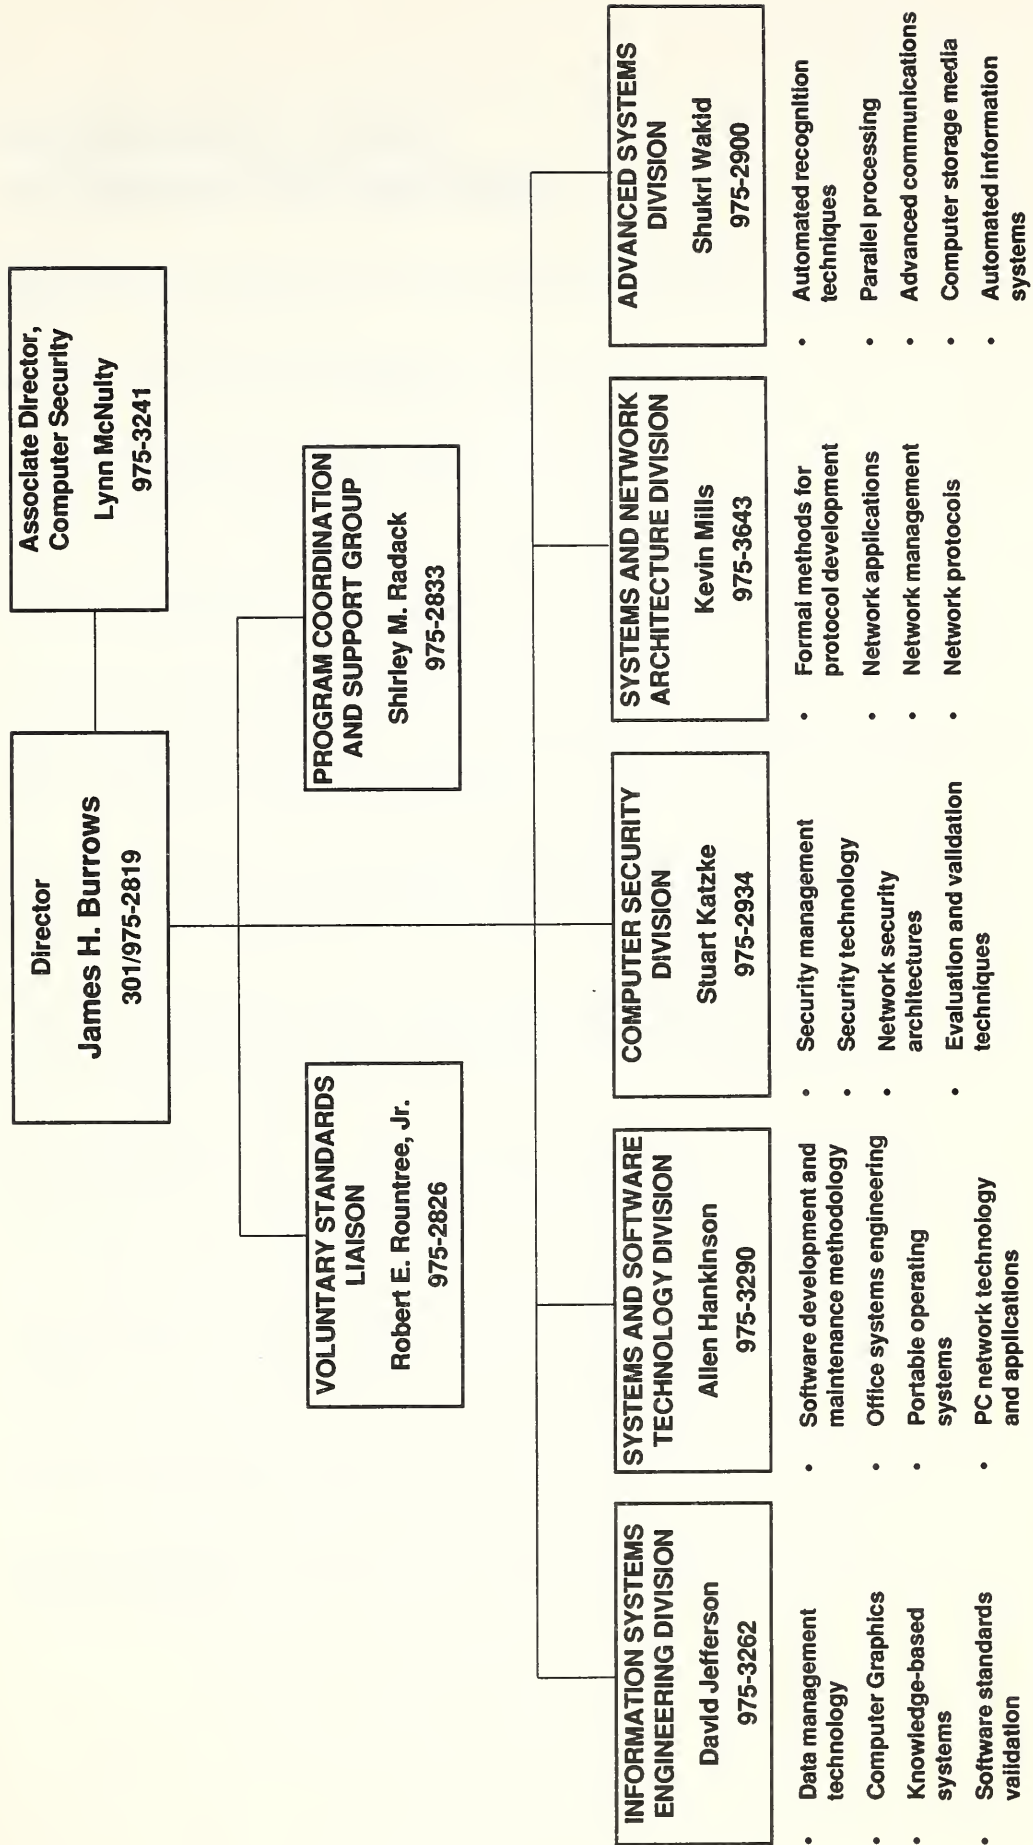 Director
James H. Burrows
301/975-2819
Associate Director,
Computer Security
Lynn McNulty
975-3241
VOLUNTARY STANDARDS
LIAISON
Robert E. Rountree, Jr.
975-2826
PROGRAM COORDINATION
AND SUPPORT GROUP
Shirley M. Radack
975-2833
INFORMATION SYSTEMS
ENGINEERING DIVISION
David Jefferson
975-3262
• Data management
technology
• Computer Graphics
• Knowledge-based
systems
• Software standards
validation
SYSTEMS AND SOFTWARE
TECHNOLOGY DIVISION
Allen Hankinson
975-3290
• Software development and
maintenance methodology
• Office systems engineering
• Portable operating
systems
• PC network technology
and applications
COMPUTER SECURITY
DIVISION
Stuart Katzke
975-2934
• Security management
• Security technology
• Network security
architectures
• Evaluation and validation
techniques
SYSTEMS AND NETWORK
ARCHITECTURE DIVISION
Kevin Mills
975-3643
• Formal methods for
protocol development
• Network applications
• Network management
• Network protocols
ADVANCED SYSTEMS
DIVISION
Shukri Wakid
975-2900
• Automated recognition
techniques
• Parallel processing
• Advanced communications
• Computer storage media
• Automated information
systems